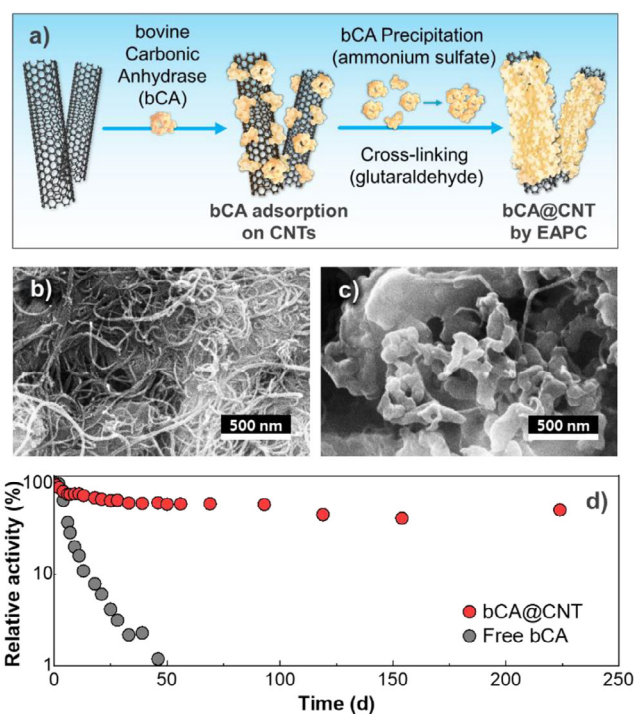 a)
bovine
Carbonic
Anhydrase
(bCA)
bCA Precipitation
(ammonium sulfate)
Cross-linking
(glutaraldehyde)
bCA adsorption
on CNTs
bCA@CNT
by EAPC
b)
500 nm
c)
500 nm
d)
Relative activity (%)
100
10
1
bCA@CNT
Free bCA
0 50 100 150 200 250
Time (d)